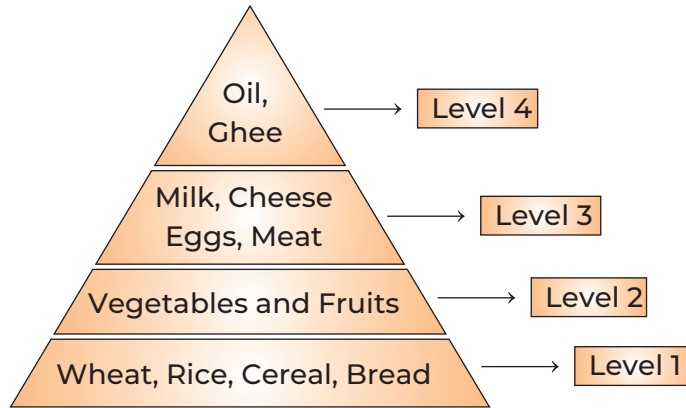 Oil,
Ghee
Level 4
Milk, Cheese
Eggs, Meat
Level 3
Vegetables and Fruits
Level 2
Wheat, Rice, Cereal, Bread
Level 1